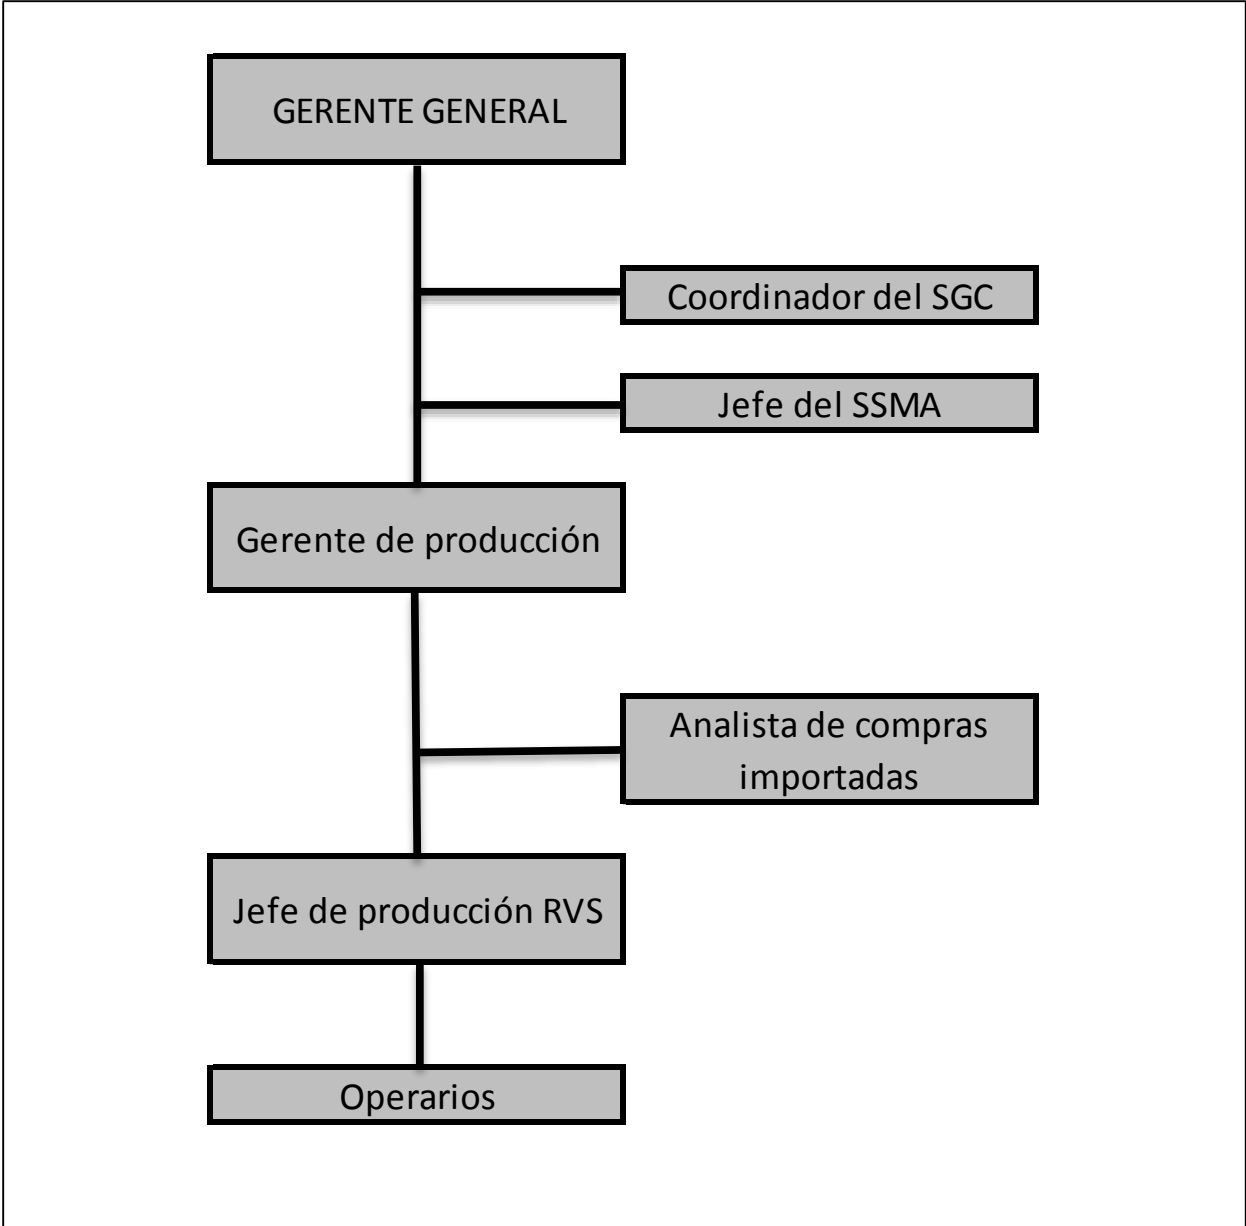 GERENTE GENERAL
Coordinador del SGC
Jefe del SSMA
Gerente de producción
Analista de compras
importadas
Jefe de producción RVS
Operarios